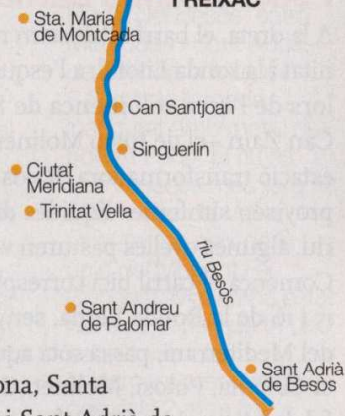 FREIXAC
Sta. Maria
de Montcada
Can Santjoan
Singuerlín
Ciutat
Meridiana
Trinitat Vella
riu Besòs
Sant Andreu
de Palomar
Sant Adrià
de Besòs
ona, Santa
i Sant Adrià de